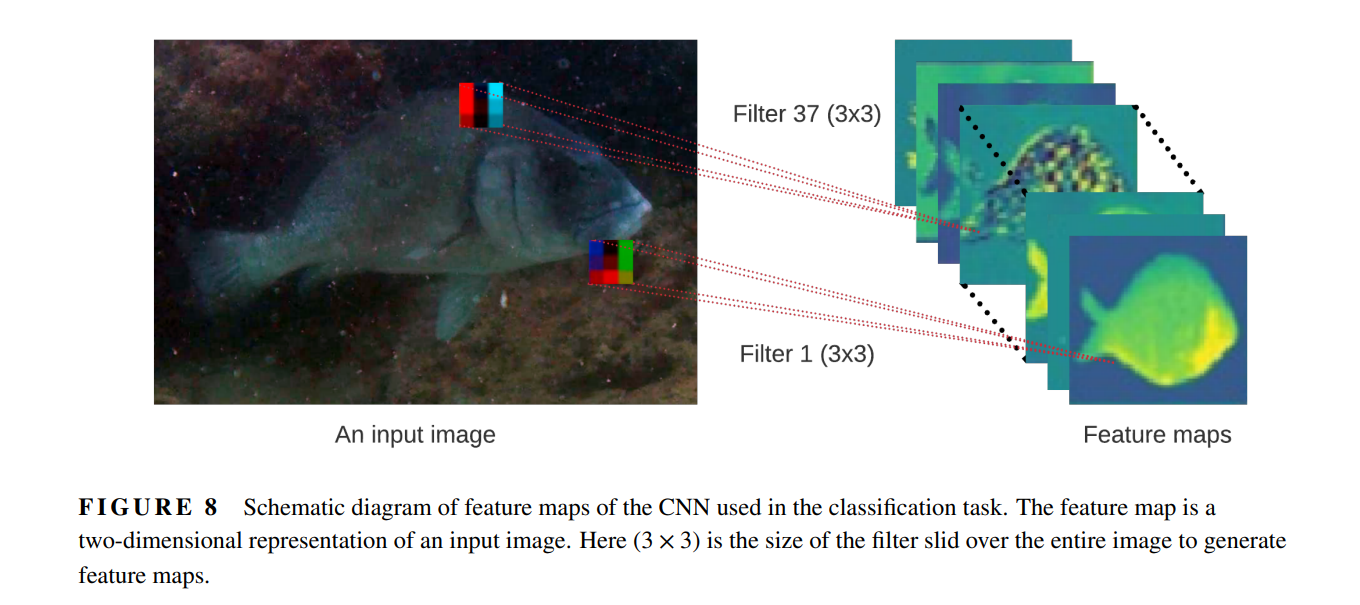 Filter 37 (3x3)
Filter 1 (3x3)
An input image
Feature maps
FIGURE 8 Schematic diagram of feature maps of the CNN used in the classification task. The feature map is a
two-dimensional representation of an input image. Here (3 × 3) is the size of the filter slid over the entire image to generate
feature maps.